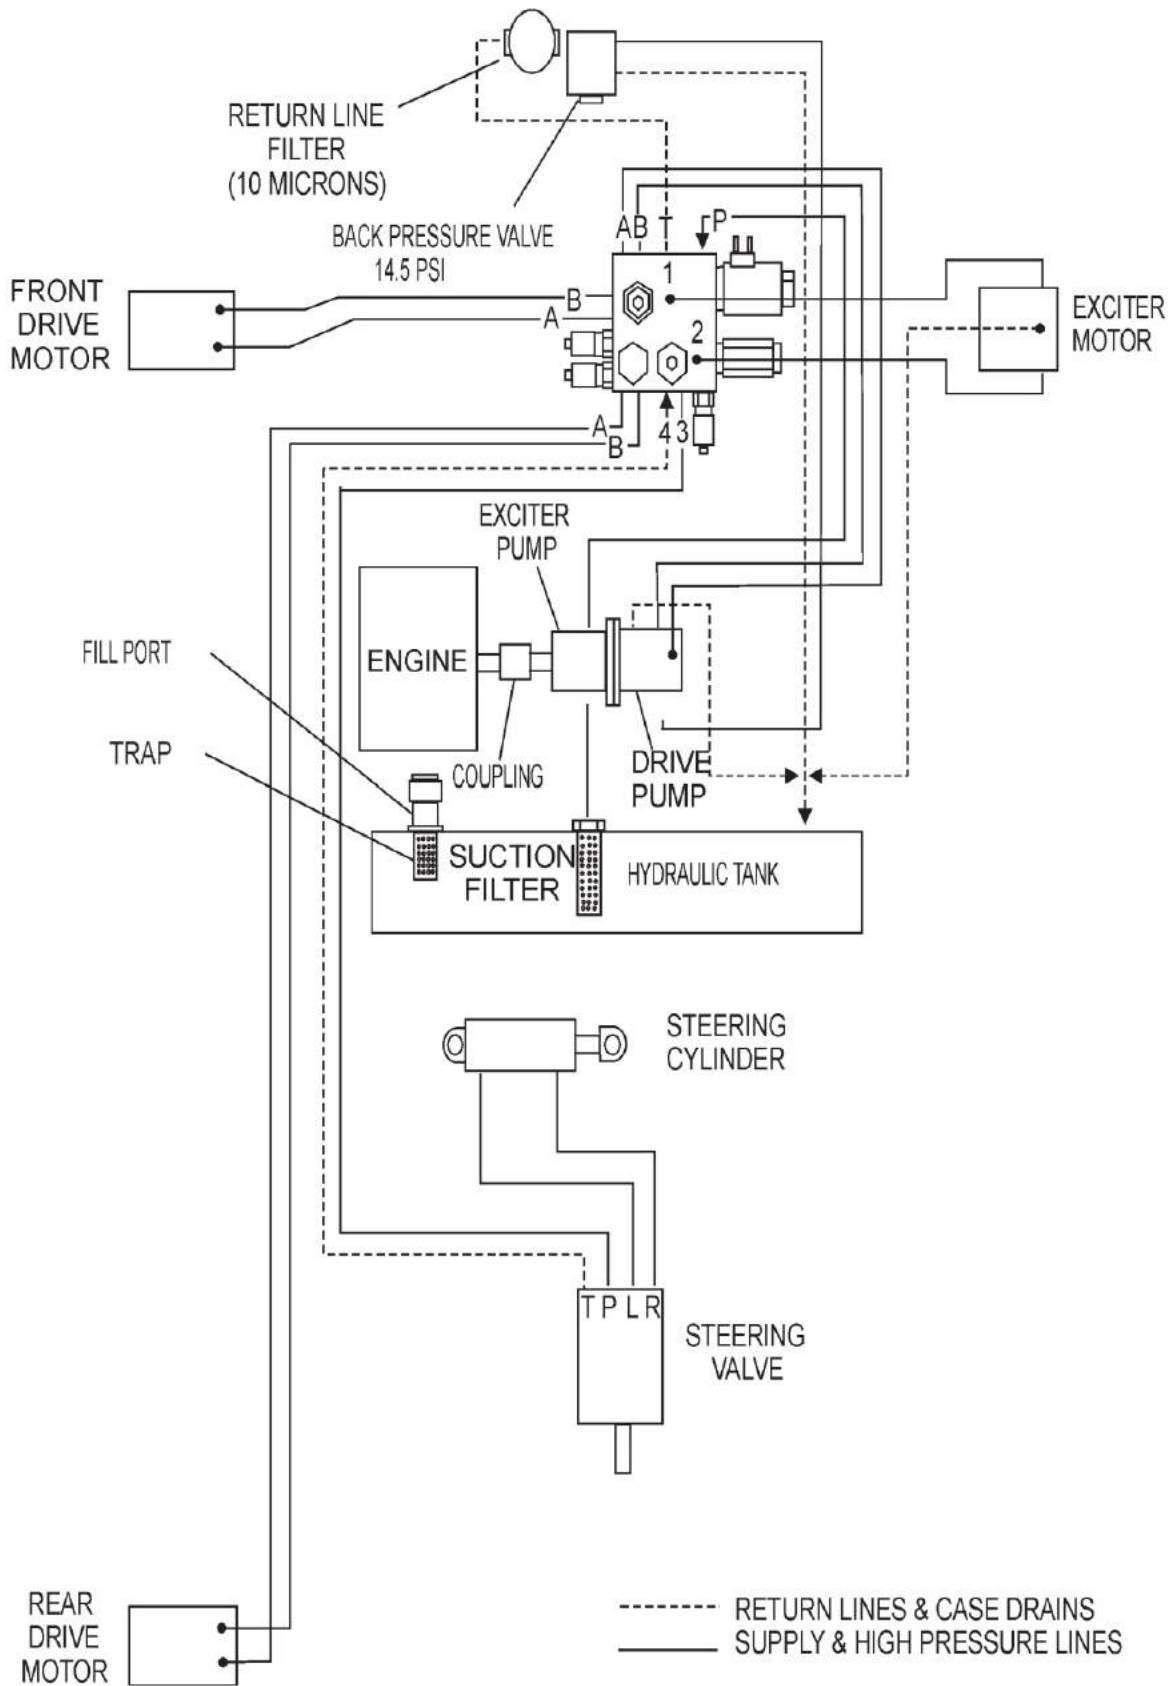 RETURN LINE
FILTER
(10 MICRONS)
BACK PRESSURE VALVE
14.5 PSI
A B T P
1
FRONT
DRIVE
MOTOR
B
A
2
EXCITER
MOTOR
A
B
4 3
EXCITER
PUMP
FILL PORT
ENGINE
TRAP
COUPLING
DRIVE
PUMP
SUCTION
FILTER
HYDRAULIC TANK
STEERING
CYLINDER
T P L R
STEERING
VALVE
REAR
DRIVE
MOTOR
RETURN LINES & CASE DRAINS
SUPPLY & HIGH PRESSURE LINES